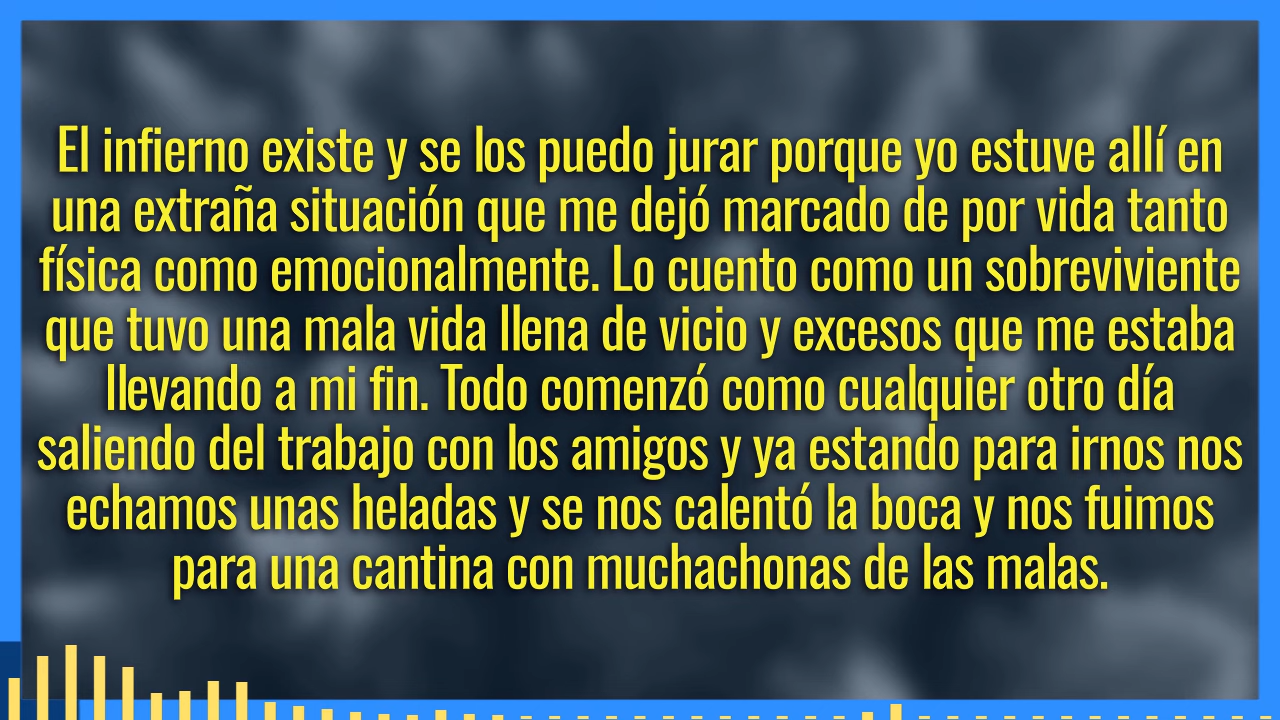 El infierno existe y se los puedo jurar porque yo estuve allí en
una extraña situación que me dejó marcado de por vida tanto
física como emocionalmente. Lo cuento como un sobreviviente
que tuvo una mala vida llena de vicio y excesos que me estaba
llevando a mi fin. Todo comenzó como cualquier otro día
saliendo del trabajo con los amigos y ya estando para irnos nos
echamos unas heladas y se nos calentó la boca y nos fuimos
para una cantina con muchachonas de las malas.